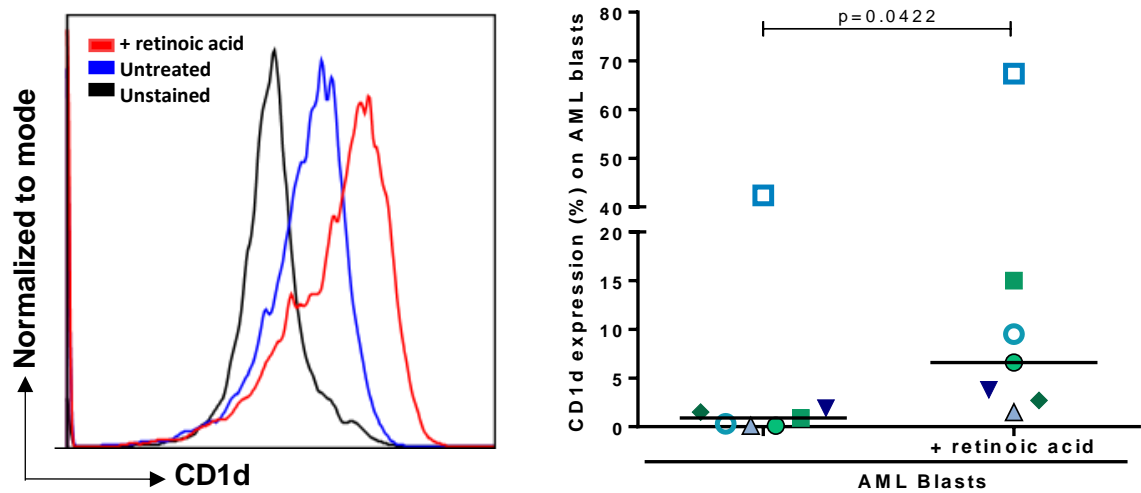 + retinoic acid
Untreated
Unstained
Normalized to mode
CD1d
CD1d expression (%) on AML blasts
80
70
60
50
40
20
15
10
5
0
p=0.0422
+ retinoic acid
AML Blasts